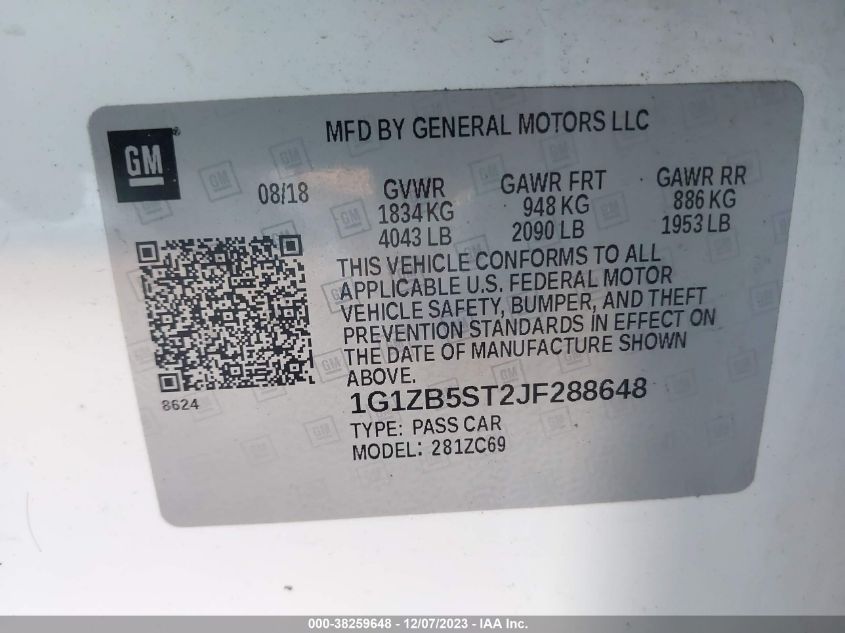 MFD BY GENERAL MOTORS LLC
GM
08/18
GVWR
1834 KG
4043 LB
GAWR FRT
948 KG
2090 LB
GAWR RR
886 KG
1953 LB
THIS VEHICLE CONFORMS TO ALL
APPLICABLE U.S. FEDERAL MOTOR
VEHICLE SAFETY, BUMPER, AND THEFT
PREVENTION STANDARDS IN EFFECT ON
THE DATE OF MANUFACTURE SHOWN
ABOVE.
8624
1G1ZB5ST2JF288648
TYPE: PASS CAR
MODEL: 281ZC69
000-38259648 - 12/07/2023 - IAA Inc.